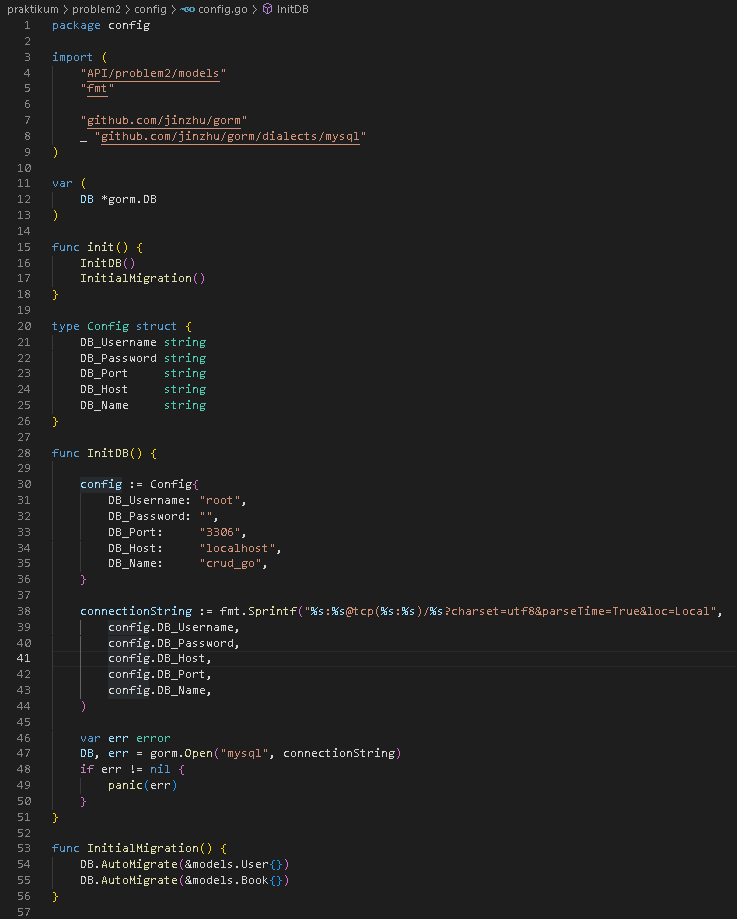 praktikum > problem2 > config > config.go > InitDB
1 package config
2
3 import (
4     "API/problem2/models"
5     "fmt"
6
7     "github.com/jinzhu/gorm"
8     _ "github.com/jinzhu/gorm/dialects/mysql"
9 )
10
11 var (
12     DB *gorm.DB
13 )
14
15 func init() {
16     InitDB()
17     InitialMigration()
18 }
19
20 type Config struct {
21     DB_Username string
22     DB_Password string
23     DB_Port     string
24     DB_Host     string
25     DB_Name     string
26 }
27
28 func InitDB() {
29
30     config := Config{
31         DB_Username: "root",
32         DB_Password: "",
33         DB_Port:     "3306",
34         DB_Host:     "localhost",
35         DB_Name:     "crud_go",
36     }
37
38     connectionString := fmt.Sprintf("%s:%s@tcp(%s:%s)/%s?charset=utf8&parseTime=True&loc=Local",
39         config.DB_Username,
40         config.DB_Password,
41         config.DB_Host,
42         config.DB_Port,
43         config.DB_Name,
44     )
45
46     var err error
47     DB, err = gorm.Open("mysql", connectionString)
48     if err != nil {
49         panic(err)
50     }
51 }
52
53 func InitialMigration() {
54     DB.AutoMigrate(&models.User{})
55     DB.AutoMigrate(&models.Book{})
56 }
57